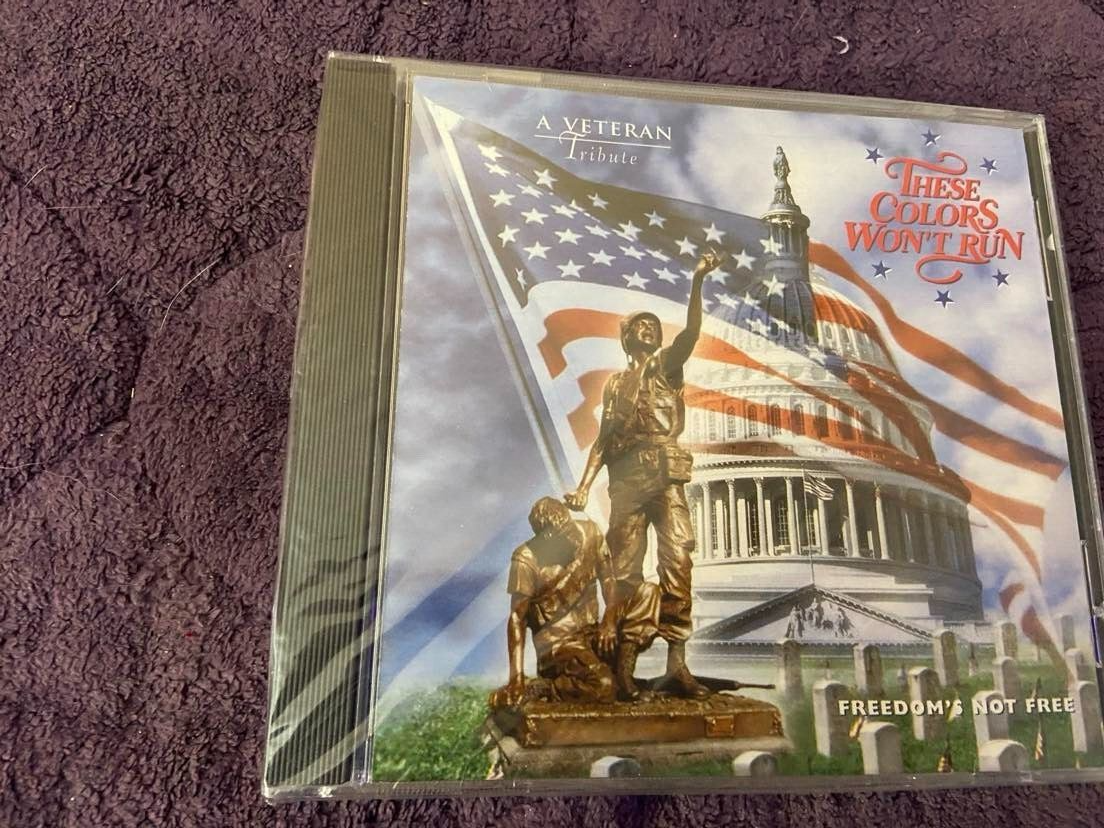 A VETERAN
Tribute
THESE
COLORS
WON'T RUN
FREEDOM'S NOT FREE